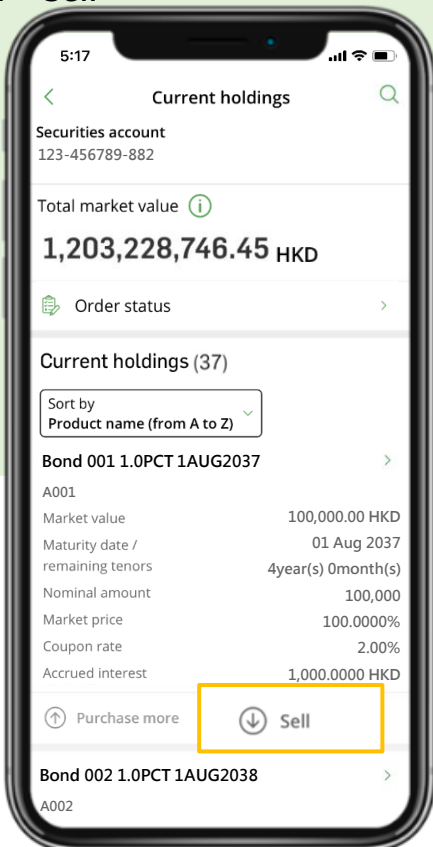 5:17
Current holdings
Securities account
123-456789-882
Total market value
1,203,228,746.45 HKD
Order status
Current holdings (37)
Sort by
Product name (from A to Z)
Bond 001 1.0PCT 1AUG2037
A001
Market value 100,000.00 HKD
Maturity date / 01 Aug 2037
remaining tenors 4year(s) 0month(s)
Nominal amount 100,000
Market price 100.0000%
Coupon rate 2.00%
Accrued interest 1,000.0000 HKD
Purchase more Sell
Bond 002 1.0PCT 1AUG2038
A002